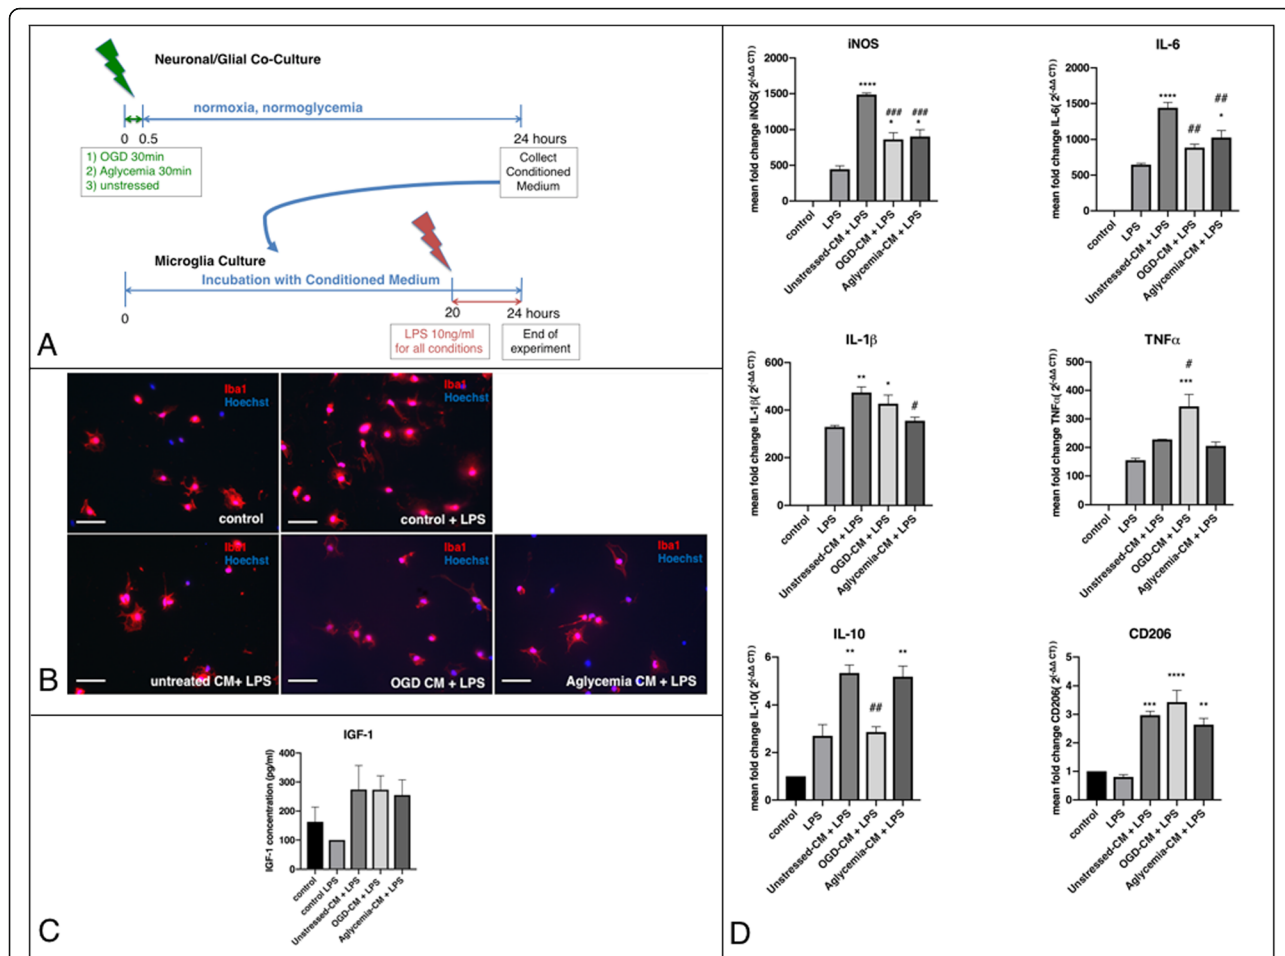 Neuronal/Glial Co-Culture
normoxia, normoglycemia
0 0.5 24 hours
1) OGD 30min
2) Aglycemia 30min
3) unstressed
Collect
Conditioned
Medium
Microglia Culture
Incubation with Conditioned Medium
0 20 24 hours
LPS 10ng/ml
for all conditions
End of
experiment
A
Iba1
Hoechst
control
Iba1
Hoechst
control + LPS
Iba1
Hoechst
untreated CM+ LPS
Iba1
Hoechst
OGD CM + LPS
Iba1
Hoechst
Aglycemia CM + LPS
B
IGF-1
IGF-1 concentration (pg/ml)
400
300
200
100
0
control
control LPS
Unstressed-CM + LPS
OGD-CM + LPS
Aglycemia-CM + LPS
C
iNOS
mean fold change iNOS( 2(-ΔΔ CT))
2000
1500
1000
500
0
****
###
*
###
*
control
LPS
Unstressed-CM + LPS
OGD-CM + LPS
Aglycemia-CM + LPS
IL-6
mean fold change IL-6( 2(-ΔΔ CT))
2000
1500
1000
500
0
****
##
##
*
control
LPS
Unstressed-CM + LPS
OGD-CM + LPS
Aglycemia-CM + LPS
IL-1β
mean fold change IL-1β( 2(-ΔΔ CT))
600
400
200
0
**
*
#
control
LPS
Unstressed-CM + LPS
OGD-CM + LPS
Aglycemia-CM + LPS
TNFα
mean fold change TNFα( 2(-ΔΔ CT))
500
400
300
200
100
0
#
***
control
LPS
Unstressed-CM + LPS
OGD-CM + LPS
Aglycemia-CM + LPS
IL-10
mean fold change IL-10( 2(-ΔΔ CT))
6
4
2
0
**
##
**
control
LPS
Unstressed-CM + LPS
OGD-CM + LPS
Aglycemia-CM + LPS
CD206
mean fold change CD206( 2(-ΔΔ CT))
5
4
3
2
1
0
***
****
**
control
LPS
Unstressed-CM + LPS
OGD-CM + LPS
Aglycemia-CM + LPS
D